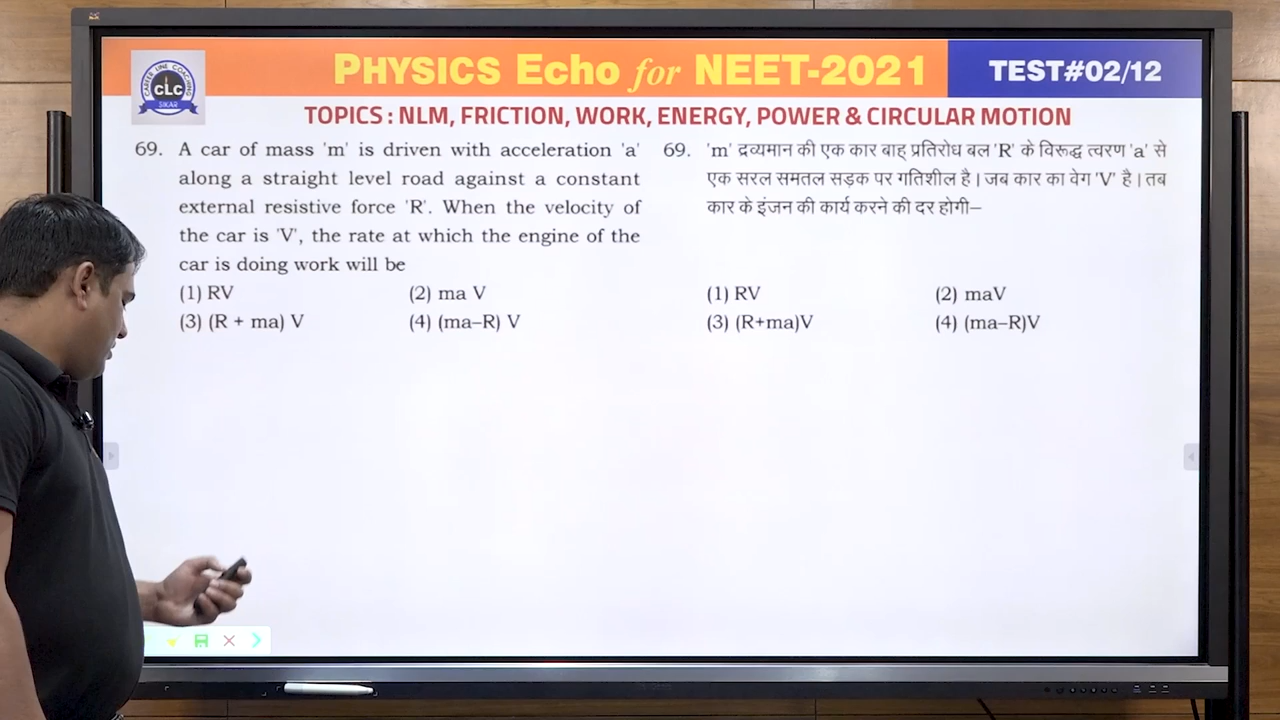 PHYSICS Echo for NEET-2021
TEST#02/12
CAREER LINE COACHING
CLC
SIKAR
TOPICS : NLM, FRICTION, WORK, ENERGY, POWER & CIRCULAR MOTION
69. A car of mass 'm' is driven with acceleration 'a'
along a straight level road against a constant
external resistive force 'R'. When the velocity of
the car is 'V', the rate at which the engine of the
car is doing work will be
(1) RV (2) ma V
(3) (R + ma) V (4) (ma–R) V
69. 'm' द्रव्यमान की एक कार बाह् प्रतिरोध बल 'R' के विरूद्ध त्वरण 'a' से
एक सरल समतल सड़क पर गतिशील है। जब कार का वेग 'V' है। तब
कार के इंजन की कार्य करने की दर होगी–
(1) RV (2) maV
(3) (R+ma)V (4) (ma–R)V